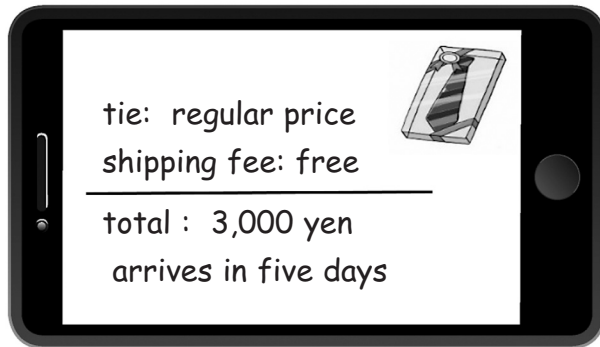 tie: regular price
shipping fee: free
total : 3,000 yen
arrives in five days